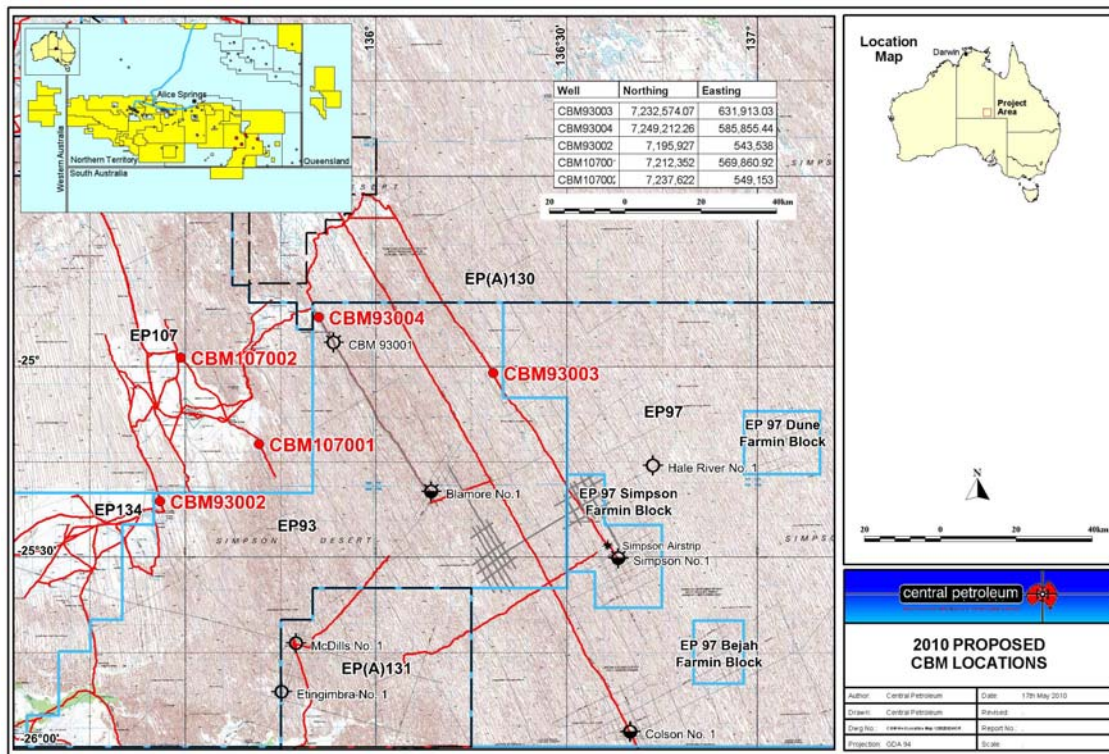 136°
136°30'
137°
Alice Springs
Western Australia
Northern Territory
South Australia
Queensland
Well Northing Easting
CBM93003 7,232,574.07 631,913.03
CBM93004 7,249,212.26 585,855.44
CBM93002 7,195,927 543,538
CBM10700 7,212,352 569,860.92
CBM10700 7,237,622 549,153
20 0 20 40km
EP(A)130
CBM93004
CBM 93001
EP107
CBM107002
-25°
CBM93003
EP97
EP 97 Dune
Farmin Block
CBM107001
Hale River No. 1
Blamore No.1
EP 97 Simpson
Farmin Block
CBM93002
EP134
EP93
SIMPSON DESERT
-25°30'
Simpson Airstrip
Simpson No.1
McDills No. 1
EP(A)131
EP 97 Bejah
Farmin Block
Etingimbra No. 1
Colson No. 1
-26°00'
Location
Map
Darwin
Project
Area
N
20 0 20 40km
central petroleum
2010 PROPOSED
CBM LOCATIONS
Author: Central Petroleum Date: 17th May 2010
Drawn: Central Petroleum Revised:
Dwg No.: Report No.:
Projection: GDA 94 Scale: